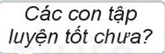 Các con tập
luyện tốt chưa?